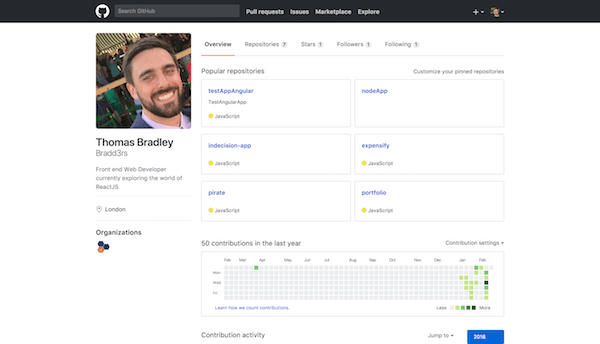 Search GitHub
Pull requests Issues Marketplace Explore
Overview Repositories 7 Stars 1 Followers 1 Following 1
Popular repositories
Customize your pinned repositories
testAppAngular
TestAngularApp
JavaScript
nodeApp
indecision-app
JavaScript
expensify
JavaScript
pirate
JavaScript
portfolio
JavaScript
Thomas Bradley
Bradd3rs
Front end Web Developer
currently exploring the world of
ReactJS
London
Organizations
50 contributions in the last year
Contribution settings
Feb Mar Apr May Jun Jul Aug Sep Oct Nov Dec Jan Feb
Mon
Wed
Fri
Learn how we count contributions.
Less More
Contribution activity
Jump to
2018